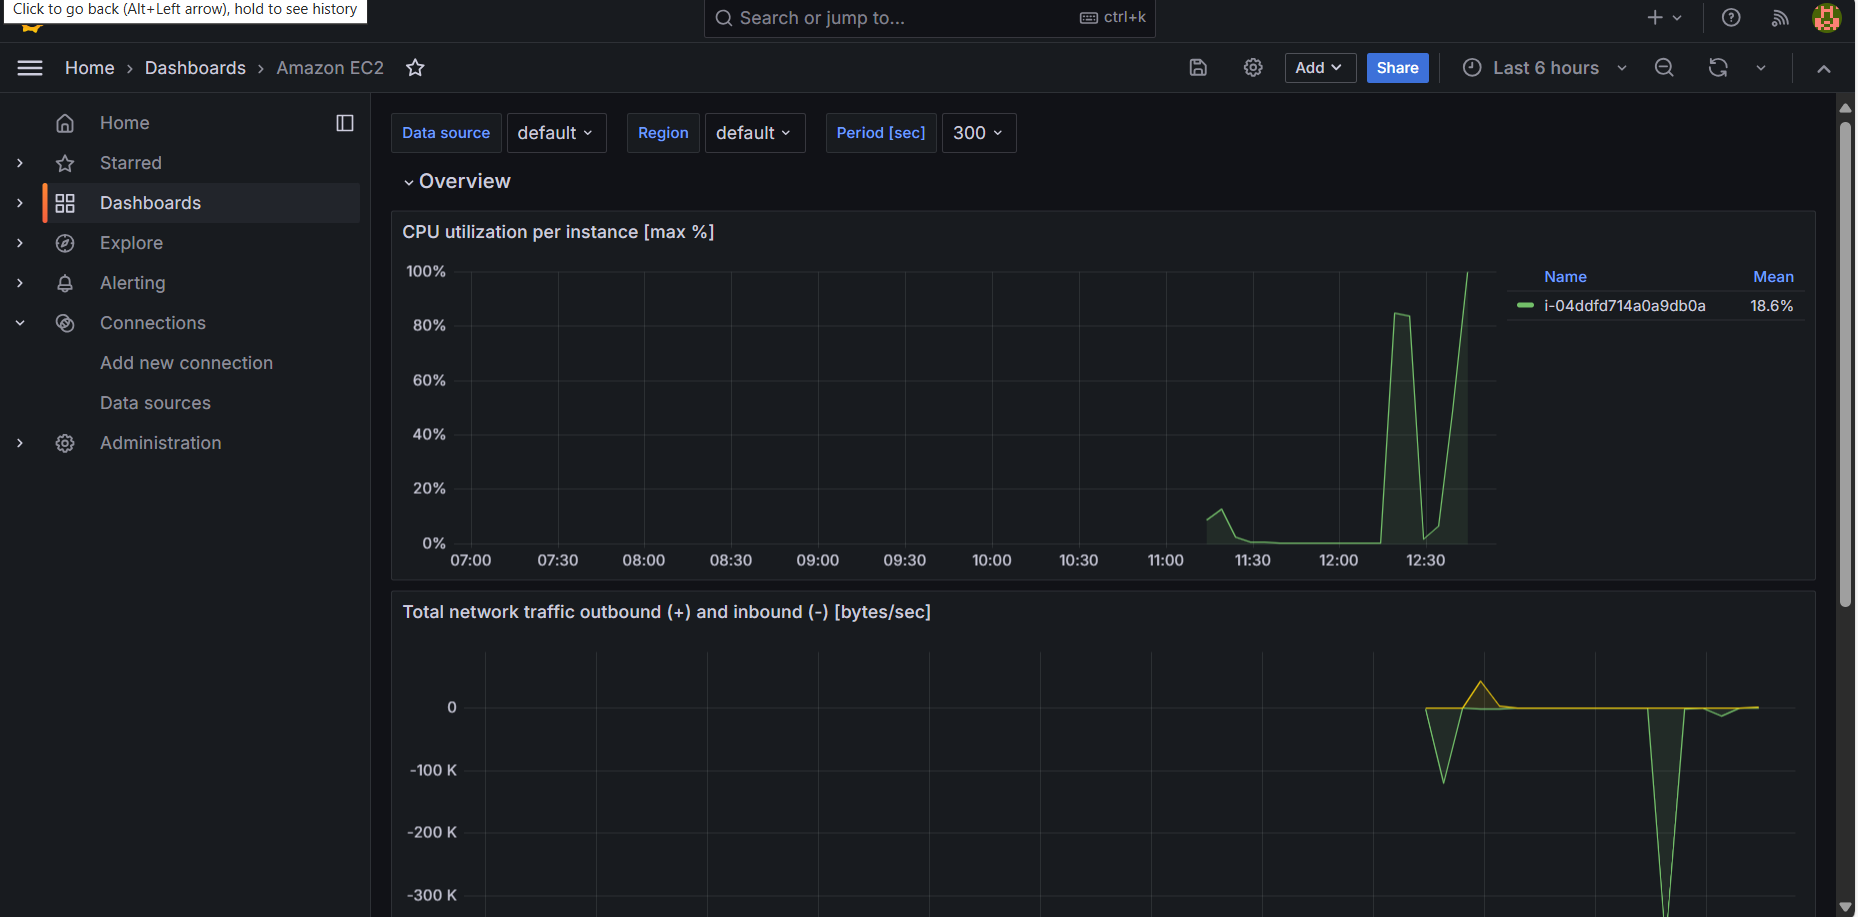 Click to go back (Alt+Left arrow), hold to see history
Search or jump to...
ctrl+k
Home › Dashboards › Amazon EC2
Add
Share
Last 6 hours
Home
Starred
Dashboards
Explore
Alerting
Connections
Add new connection
Data sources
Administration
Data source default
Region default
Period [sec] 300
Overview
CPU utilization per instance [max %]
100%
80%
60%
40%
20%
0%
07:00 07:30 08:00 08:30 09:00 09:30 10:00 10:30 11:00 11:30 12:00 12:30
Name Mean
i-04ddfd714a0a9db0a 18.6%
Total network traffic outbound (+) and inbound (-) [bytes/sec]
0
-100 K
-200 K
-300 K